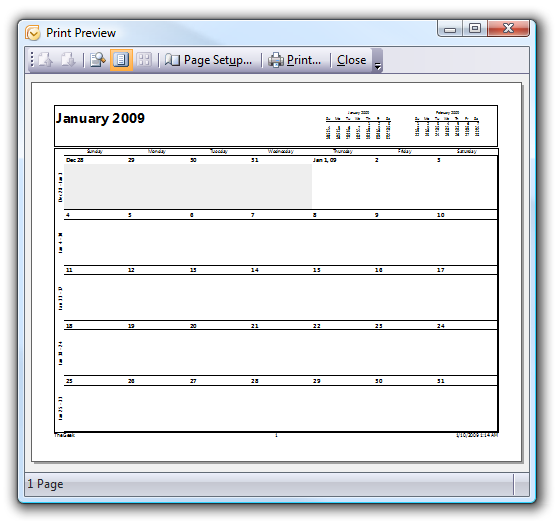 Print Preview
Page Setup... Print... Close
January 2009
January 2009 February 2009
Sunday Monday Tuesday Wednesday Thursday Friday Saturday
Dec 28 29 30 31 Jan 1, 09 2 3
4 5 6 7 8 9 10
11 12 13 14 15 16 17
18 19 20 21 22 23 24
25 26 27 28 29 30 31
TheGeek 1 1/10/2009 1:14 AM
1 Page